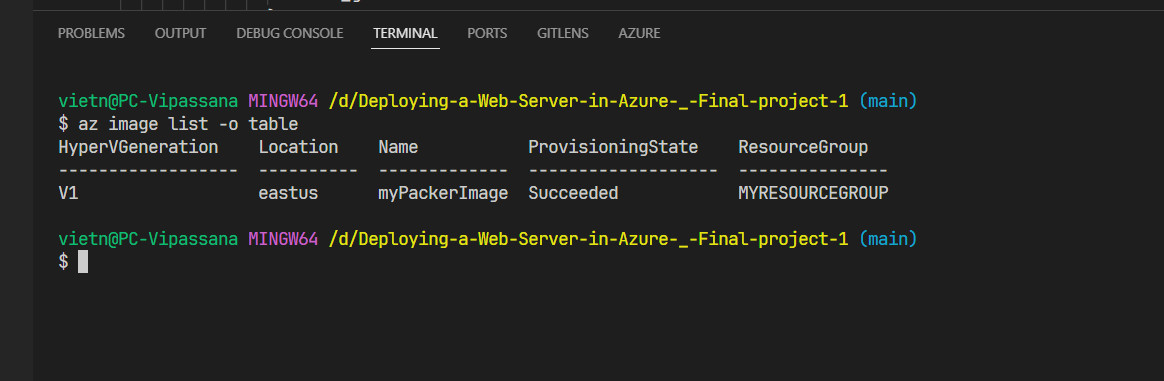 PROBLEMS OUTPUT DEBUG CONSOLE TERMINAL PORTS GITLENS AZURE
vietn@PC-Vipassana MINGW64 /d/Deploying-a-Web-Server-in-Azure-_-Final-project-1 (main)
$ az image list -o table
HyperVGeneration    Location    Name           ProvisioningState    ResourceGroup
------------------  ----------  -------------  -------------------  ---------------
V1                  eastus      myPackerImage  Succeeded            MYRESOURCEGROUP
vietn@PC-Vipassana MINGW64 /d/Deploying-a-Web-Server-in-Azure-_-Final-project-1 (main)
$